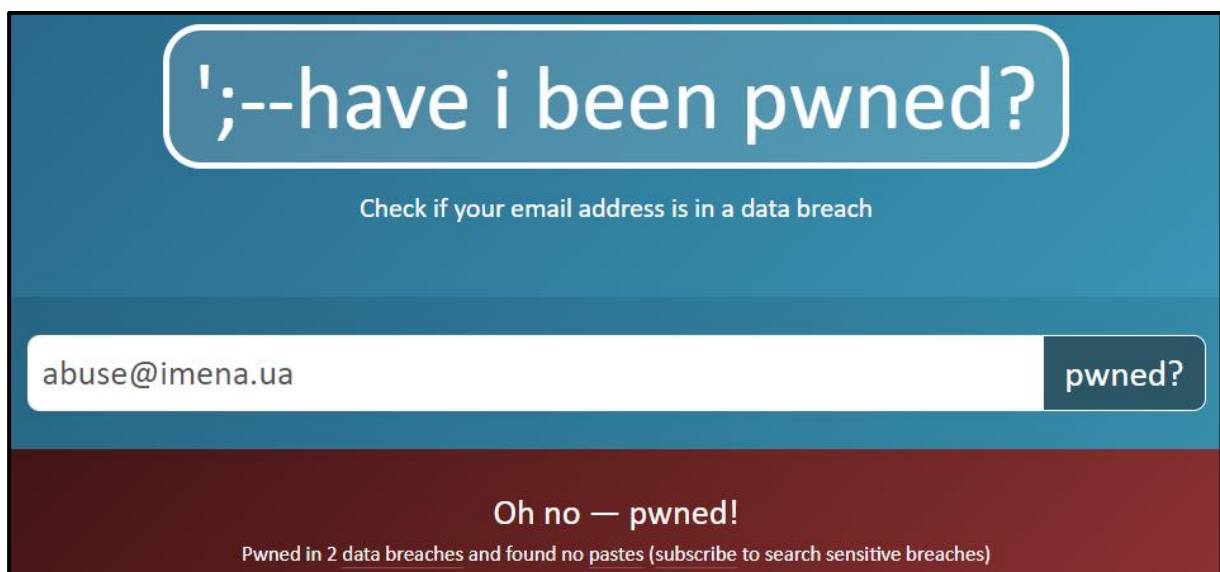 ';--have i been pwned?
Check if your email address is in a data breach
abuse@imena.ua
pwned?
Oh no — pwned!
Pwned in 2 data breaches and found no pastes (subscribe to search sensitive breaches)